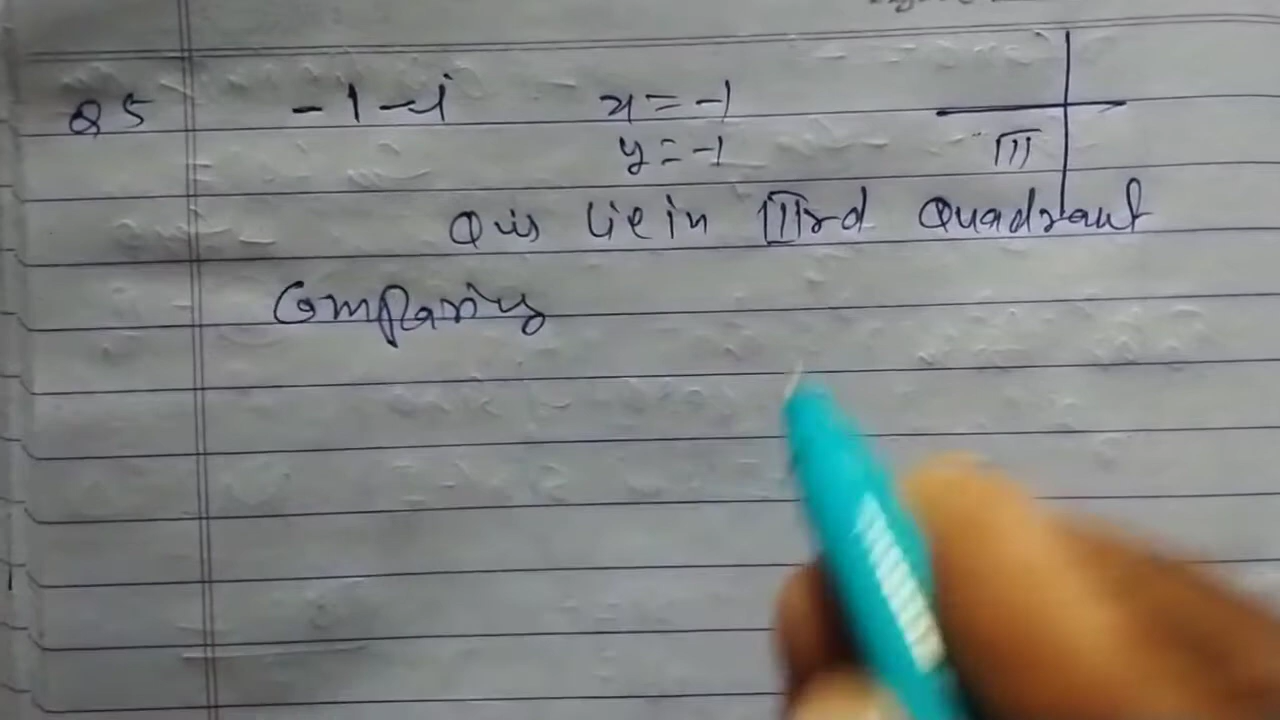 Q5 -1-i x = -1
y = -1 III
Q is lie in IIIrd Quadrant
Comparing